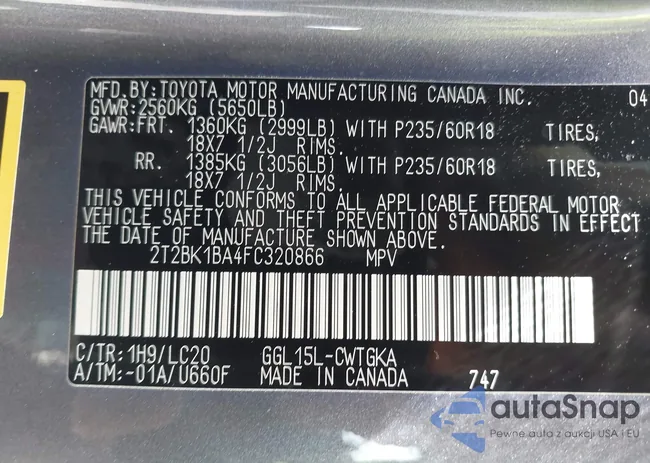 MFD.BY:TOYOTA MOTOR MANUFACTURING CANADA INC. 04
GVWR:2560KG (5650LB)
GAWR:FRT. 1360KG (2999LB) WITH P235/60R18 TIRES,
18X7 1/2J RIMS.
RR. 1385KG (3056LB) WITH P235/60R18 TIRES,
18X7 1/2J RIMS.
THIS VEHICLE CONFORMS TO ALL APPLICABLE FEDERAL MOTOR
VEHICLE SAFETY AND THEFT PREVENTION STANDARDS IN EFFECT
THE DATE OF MANUFACTURE SHOWN ABOVE.
2T2BK1BA4FC320866 MPV
C/TR:1H9/LC20 GGL15L-CWTGKA
A/TM:-01A/U660F MADE IN CANADA 747
autaSnap
Pewne auta z aukcji USA i EU